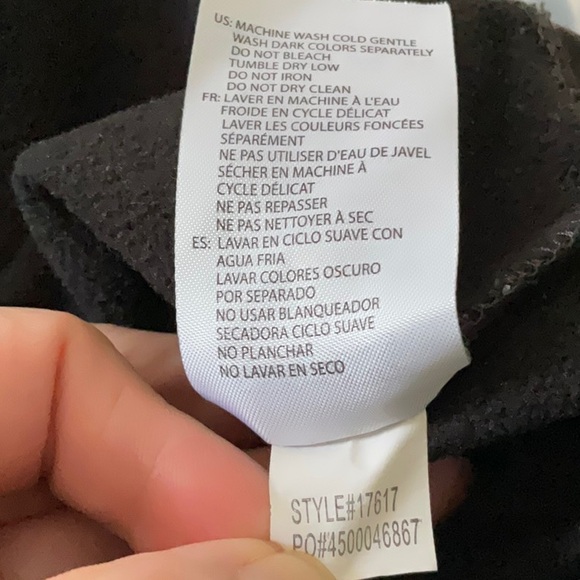 US: MACHINE WASH COLD GENTLE
WASH DARK COLORS SEPARATELY
DO NOT BLEACH
TUMBLE DRY LOW
DO NOT IRON
DO NOT DRY CLEAN
FR: LAVER EN MACHINE À L'EAU
FROIDE EN CYCLE DÉLICAT
LAVER LES COULEURS FONCÉES
SÉPARÉMENT
NE PAS UTILISER D'EAU DE JAVEL
SÉCHER EN MACHINE À
CYCLE DÉLICAT
NE PAS REPASSER
NE PAS NETTOYER À SEC
ES: LAVAR EN CICLO SUAVE CON
AGUA FRIA
LAVAR COLORES OSCURO
POR SEPARADO
NO USAR BLANQUEADOR
SECADORA CICLO SUAVE
NO PLANCHAR
NO LAVAR EN SECO
STYLE#17617
PO#4500046867